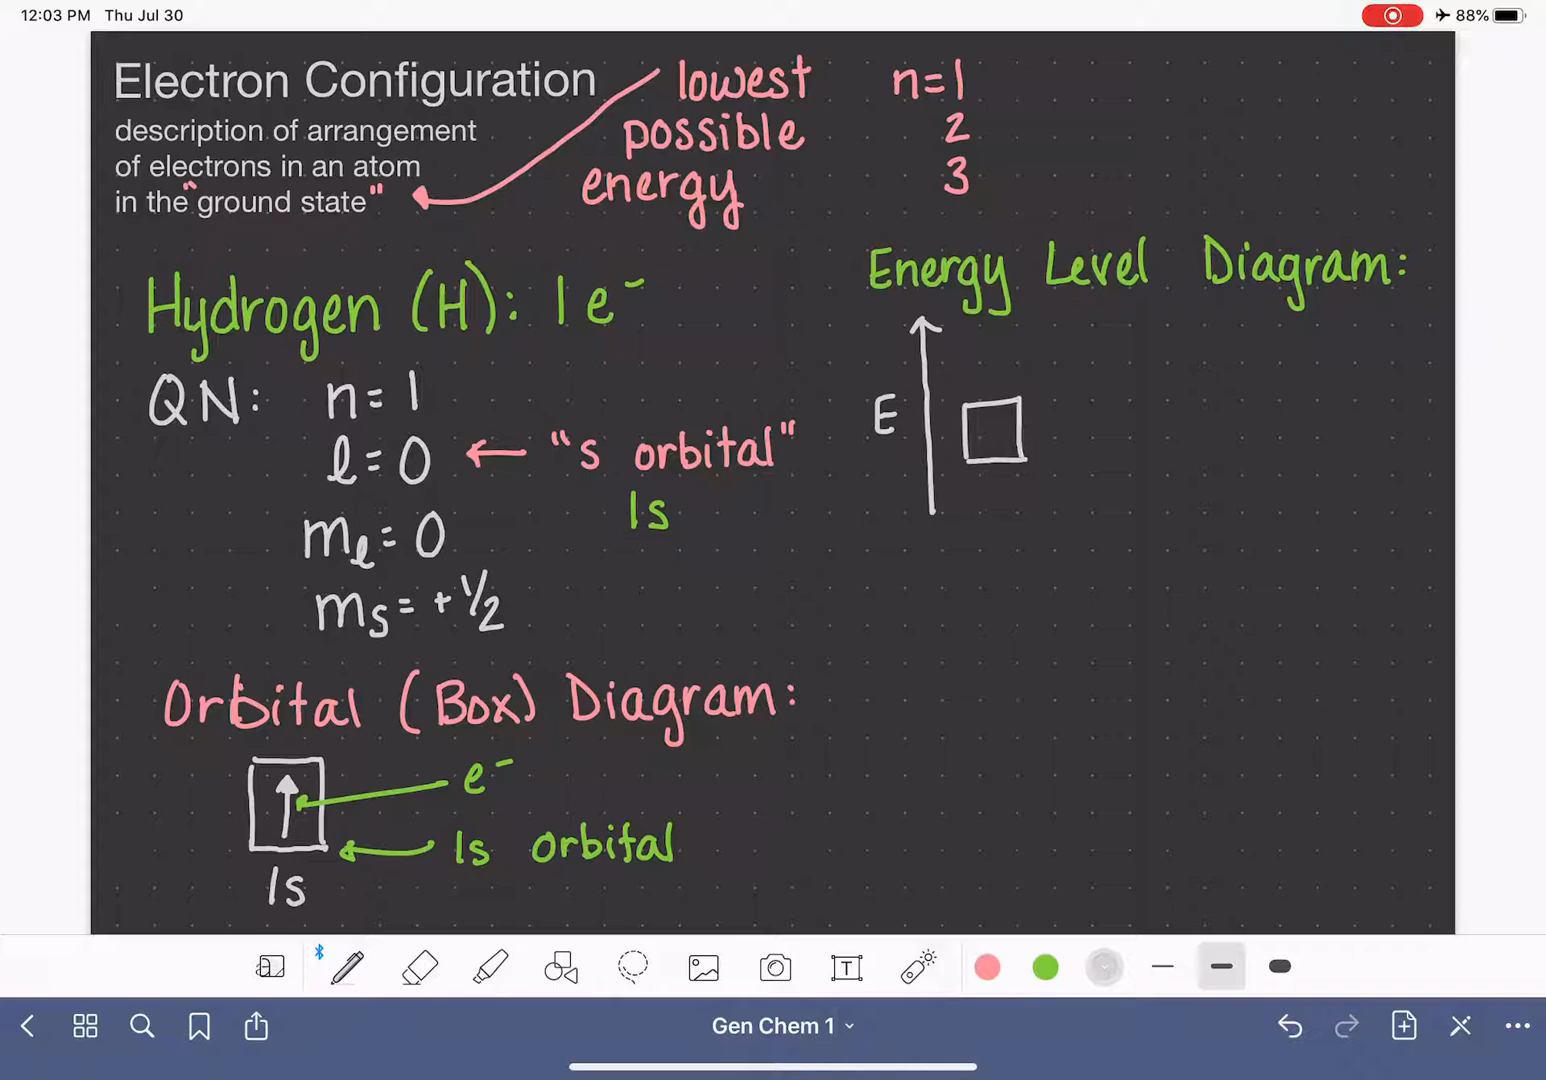 12:03 PM Thu Jul 30
88%
Electron Configuration
description of arrangement
of electrons in an atom
in the "ground state"
lowest
possible
energy
n=1
2
3
Hydrogen (H): 1 e⁻
QN: n=1
l=0 ← "s orbital"
1s
mₗ=0
mₛ=+1/2
Orbital (Box) Diagram:
e⁻
1s orbital
1s
Energy Level Diagram:
E
T
Gen Chem 1